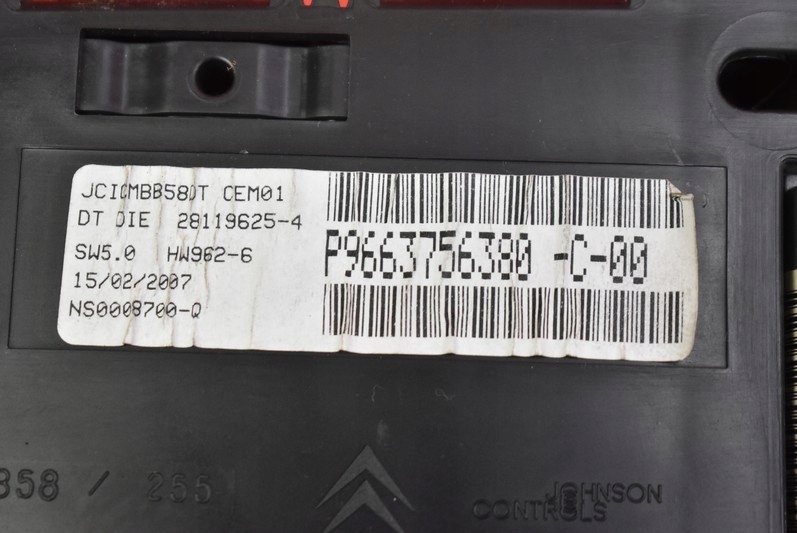 JCICMBB58DT CEM01
DT DIE 28119625-4
SW5.0 HW962-6
15/02/2007
NS0008700-Q
P9663756380 -C-00
358 / 255
JOHNSON
CONTROLS